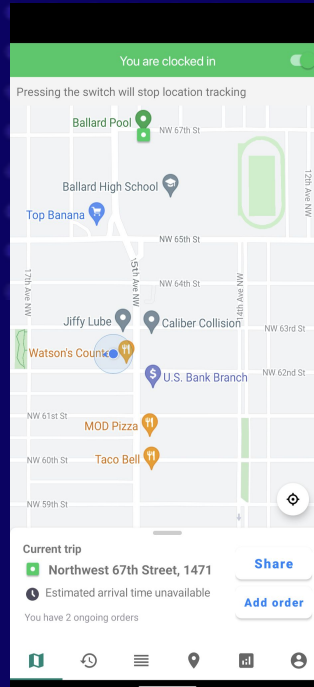 You are clocked in
Pressing the switch will stop location tracking
Ballard Pool
NW 67th St
Ballard High School
12th Ave NW
Top Banana
NW 65th St
17th Ave NW
15th Ave NW
NW 64th St
14th Ave NW
Jiffy Lube
Caliber Collision
NW 63rd St
Watson's Counter
U.S. Bank Branch
NW 62nd St
NW 61st St
MOD Pizza
Taco Bell
NW 60th St
NW 59th St
Current trip
Northwest 67th Street, 1471
Share
Estimated arrival time unavailable
Add order
You have 2 ongoing orders